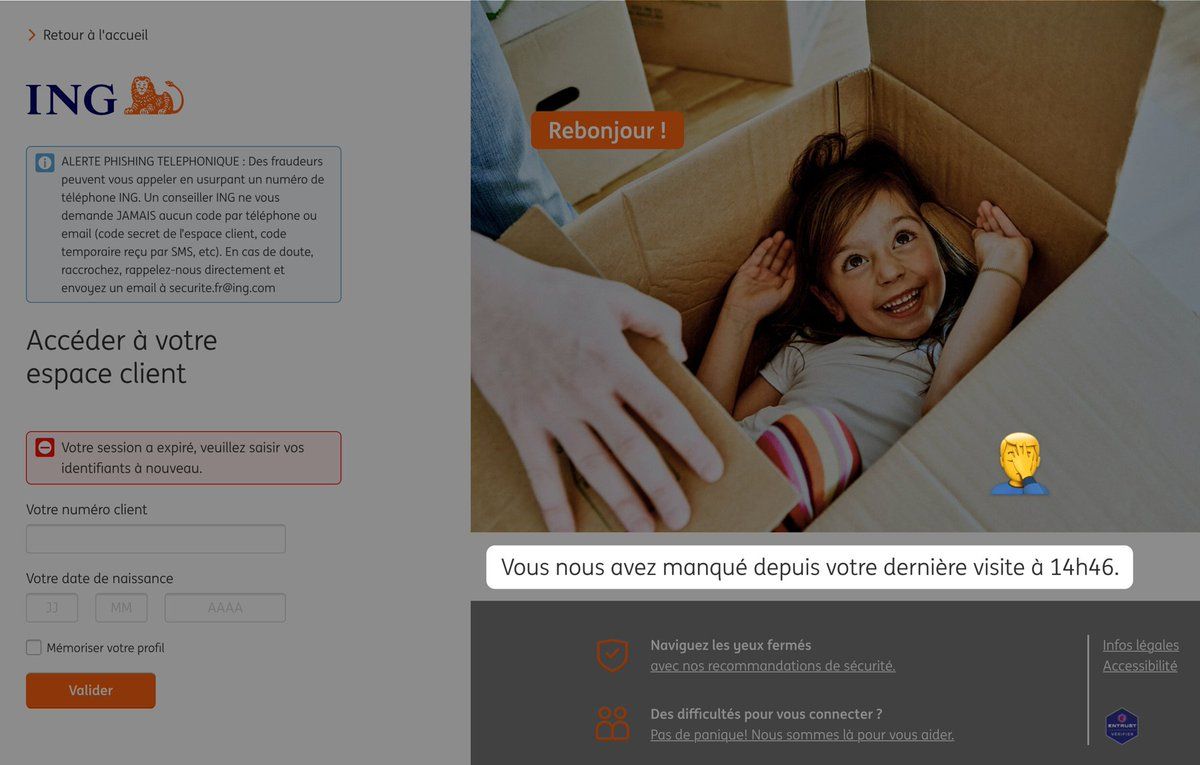 Retour à l'accueil
ING
ALERTE PHISHING TELEPHONIQUE : Des fraudeurs
peuvent vous appeler en usurpant un numéro de
téléphone ING. Un conseiller ING ne vous
demande JAMAIS aucun code par téléphone ou
email (code secret de l'espace client, code
temporaire reçu par SMS, etc). En cas de doute,
raccrochez, rappelez-nous directement et
envoyez un email à securite.fr@ing.com
Accéder à votre
espace client
Votre session a expiré, veuillez saisir vos
identifiants à nouveau.
Votre numéro client
Votre date de naissance
JJ MM AAAA
Mémoriser votre profil
Valider
Rebonjour !
Vous nous avez manqué depuis votre dernière visite à 14h46.
Naviguez les yeux fermés
avec nos recommandations de sécurité.
Des difficultés pour vous connecter ?
Pas de panique! Nous sommes là pour vous aider.
Infos légales
Accessibilité
ENTRUST
VÉRIFIER